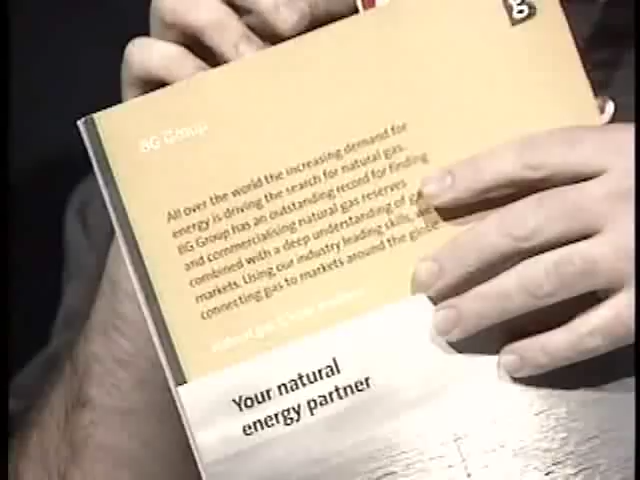 g
BG Group
All over the world the increasing demand for
energy is driving the search for natural gas.
BG Group has an outstanding record for finding
and commercialising natural gas reserves
combined with a deep understanding of
markets. Using our industry leading skills,
connecting gas to markets around the globe
Your natural
energy partner